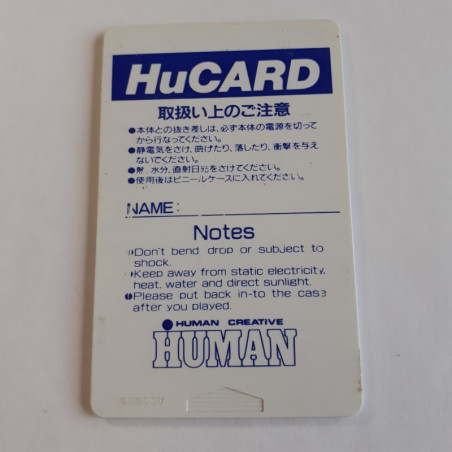 HuCARD
取扱い上のご注意
●本体との抜き差しは、必ず本体の電源を切って
から行なってください。
●静電気をさけ、曲げたり、落したり、衝撃を与え
ないでください。
●熱、水分、直射日光をさけてください。
●使用後はビニールケースに入れてください。
NAME:
Notes
●Don't bend drop or subject to
shock.
●Keep away from static electricity,
heat, water and direct sunlight.
●Please put back in-to the case
after you played.
HUMAN CREATIVE
HUMAN